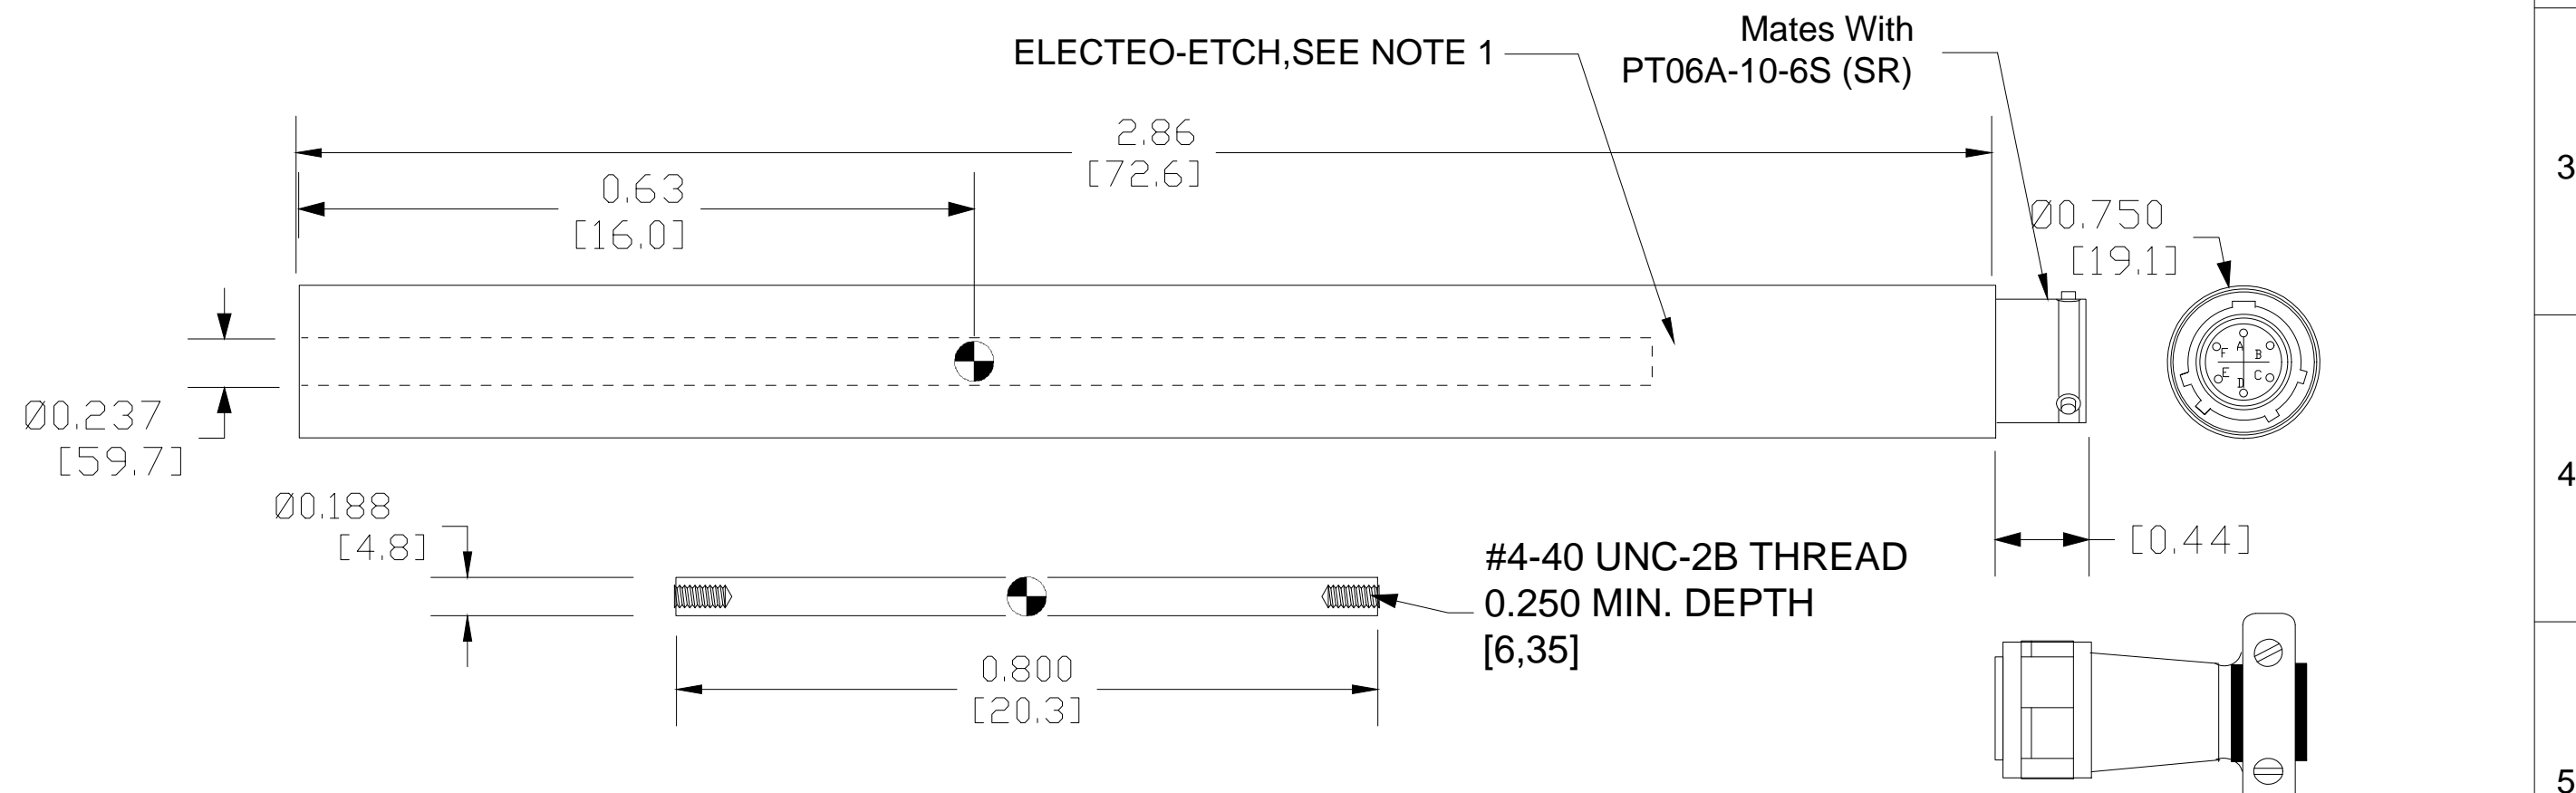 Mates With
PT06A-10-6S (SR)
ELECTEO-ETCH,SEE NOTE 1
2.86
[72.6]
0.63
[16.0]
3
Ø0.750
[19.1]
A
B
C
D
E
F
Ø0.237
[59.7]
4
Ø0.188
[4.8]
[0.44]
#4-40 UNC-2B THREAD
0.250 MIN. DEPTH
[6,35]
0.800
[20.3]
5